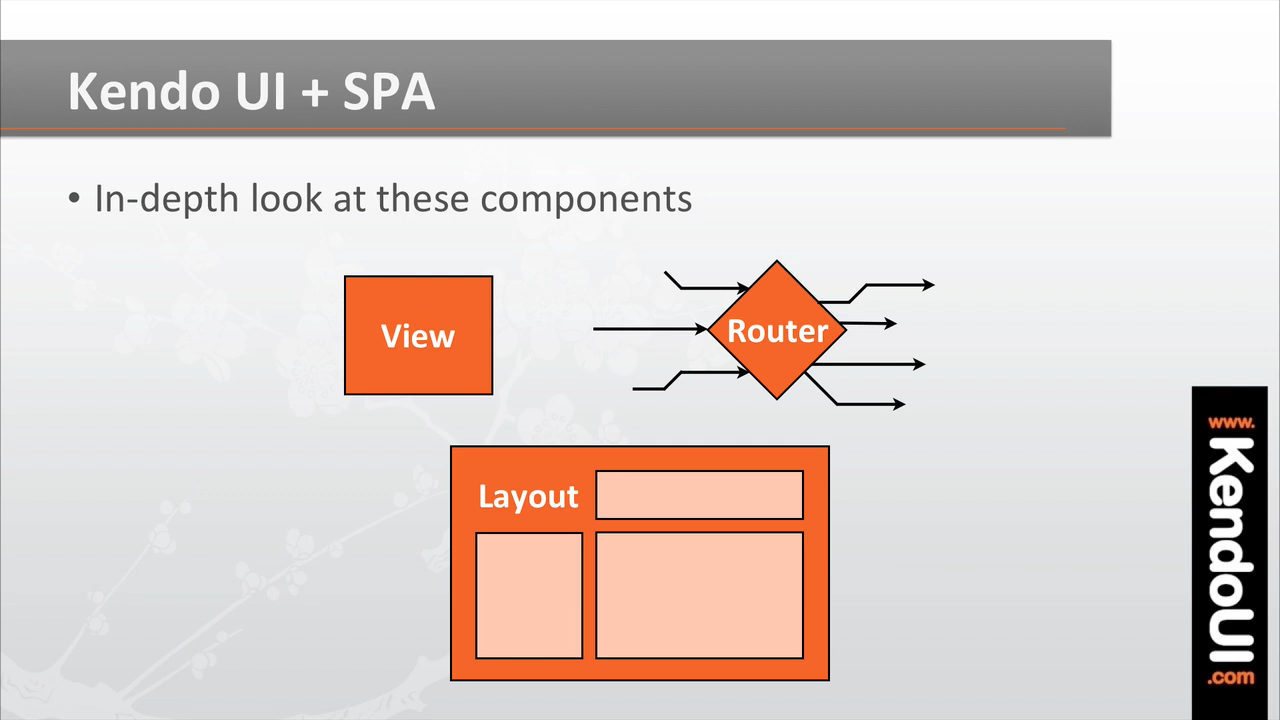 Kendo UI + SPA
• In-depth look at these components
View
Router
Layout
www.
KendoUI
.com